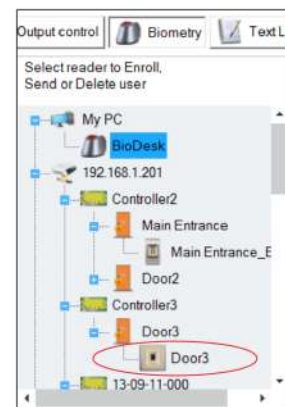 Output control Biometry Text L
Select reader to Enroll,
Send or Delete user
My PC
BioDesk
192.168.1.201
Controller2
Main Entrance
Main Entrance_E
Door2
Controller3
Door3
Door3
13-09-11-000